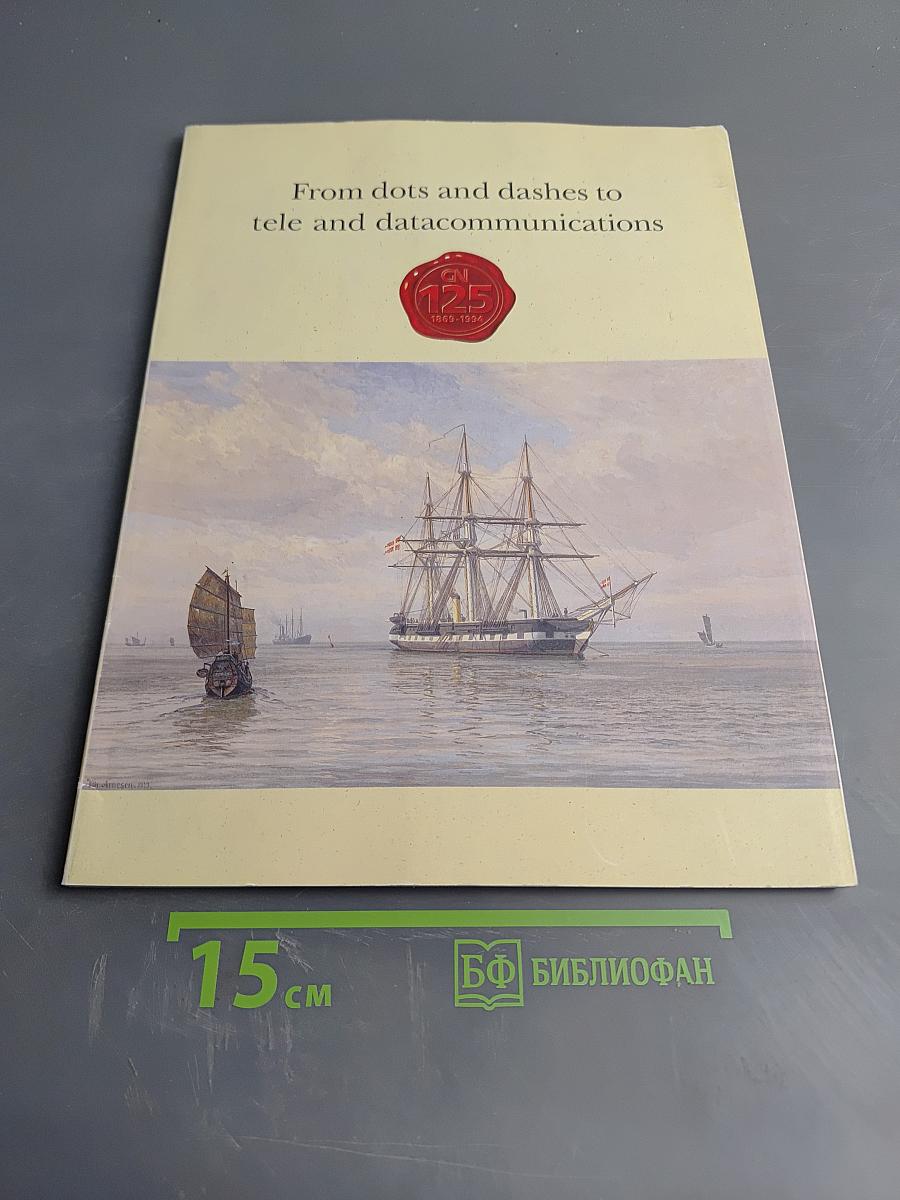 From dots and dashes to
tele and datacommunications
GN
125
1869-1994
15 см
БФ БИБЛИОФАН